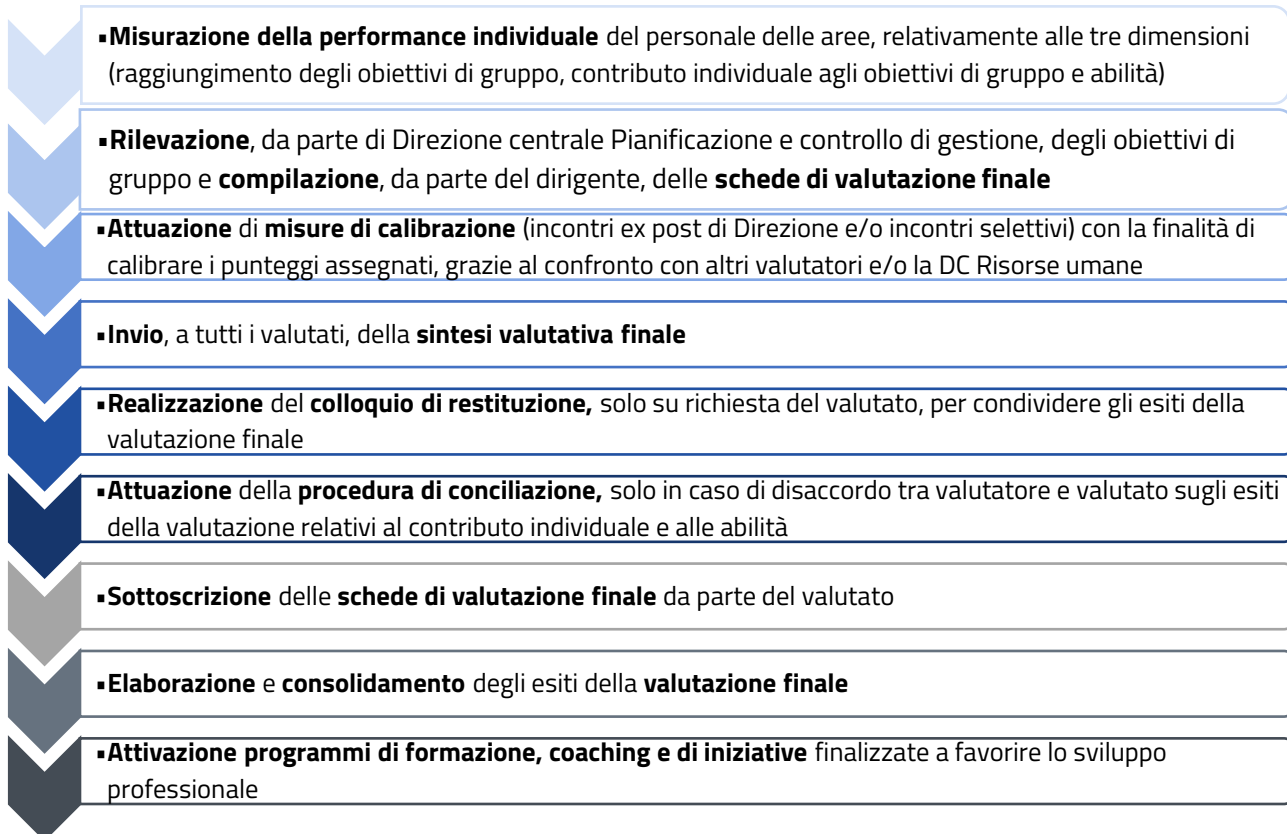 ▪Misurazione della performance individuale del personale delle aree, relativamente alle tre dimensioni
(raggiungimento degli obiettivi di gruppo, contributo individuale agli obiettivi di gruppo e abilità)
▪Rilevazione, da parte di Direzione centrale Pianificazione e controllo di gestione, degli obiettivi di
gruppo e compilazione, da parte del dirigente, delle schede di valutazione finale
▪Attuazione di misure di calibrazione (incontri ex post di Direzione e/o incontri selettivi) con la finalità di
calibrare i punteggi assegnati, grazie al confronto con altri valutatori e/o la DC Risorse umane
▪Invio, a tutti i valutati, della sintesi valutativa finale
▪Realizzazione del colloquio di restituzione, solo su richiesta del valutato, per condividere gli esiti della
valutazione finale
▪Attuazione della procedura di conciliazione, solo in caso di disaccordo tra valutatore e valutato sugli esiti
della valutazione relativi al contributo individuale e alle abilità
▪Sottoscrizione delle schede di valutazione finale da parte del valutato
▪Elaborazione e consolidamento degli esiti della valutazione finale
▪Attivazione programmi di formazione, coaching e di iniziative finalizzate a favorire lo sviluppo
professionale